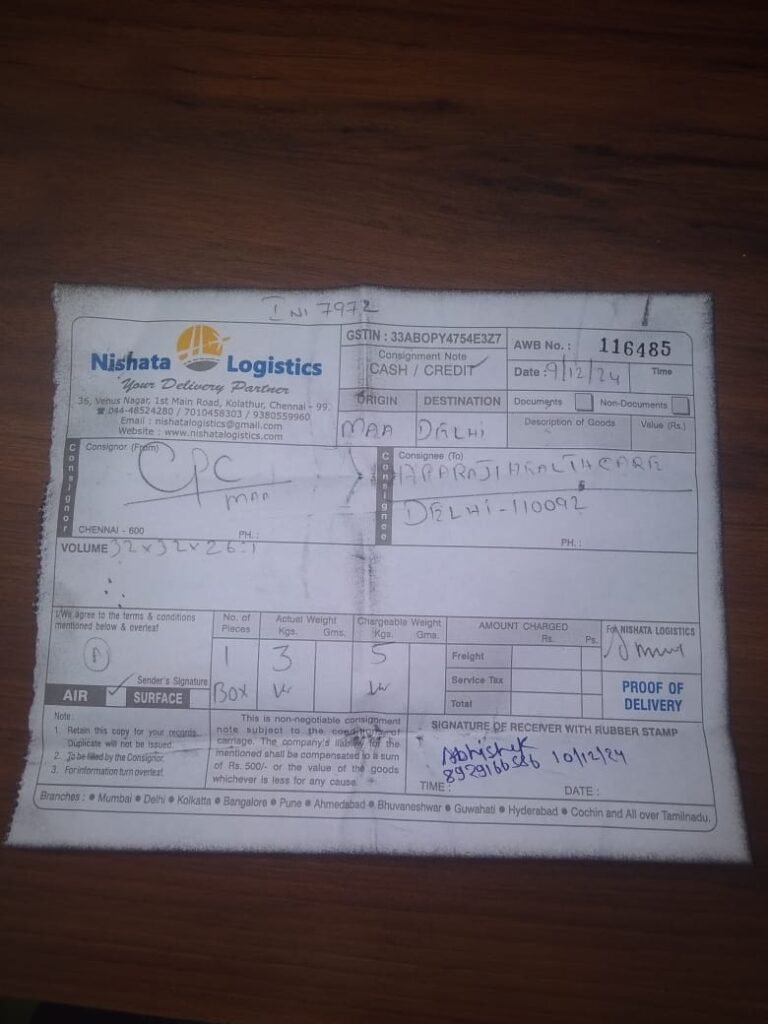 INI 7972
Nishata Logistics
Your Delivery Partner
36, Venus Nagar, 1st Main Road, Kolathur, Chennai - 99.
☎ 044-48524280 / 7010458303 / 9380559960
Email : nishatalogistics@gmail.com
Website : www.nishatalogistics.com
GSTIN : 33ABOPY4754E3Z7
Consignment Note
CASH / CREDIT
AWB No. : 116485
Date : 9/12/24 Time
ORIGIN DESTINATION
MAA DELHI
Documents Non-Documents
Description of Goods Value (Rs.)
Consignor
Consignor (From)
CPC
MAA
CHENNAI - 600 PH. :
Consignee
Consignee (To)
HEALTHCARE
DELHI - 110092
PH. :
VOLUME 32x32x26:1
I/We agree to the terms & conditions
mentioned below & overleaf
A
Sender's Signature
AIR ✓ SURFACE
No. of Pieces
1
BOX
Actual Weight
Kgs. Gms.
3
Chargeable Weight
Kgs. Gms.
5
AMOUNT CHARGED
Rs. Ps.
Freight
Service Tax
Total
For NISHATA LOGISTICS
PROOF OF
DELIVERY
Note :
1. Retain this copy for your records
Duplicate will not be issued.
2. To be filled by the Consignor.
3. For information turn overleaf.
This is non-negotiable consignment
note subject to the conditions of
carriage. The company's liability for the
mentioned shall be compensated to a sum
of Rs. 500/- or the value of the goods
whichever is less for any cause.
SIGNATURE OF RECEIVER WITH RUBBER STAMP
Abhishek
10/12/24
TIME : DATE :
Branches : ● Mumbai ● Delhi ● Kolkatta ● Bangalore ● Pune ● Ahmedabad ● Bhuvaneshwar ● Guwahati ● Hyderabad ● Cochin and All over Tamilnadu.